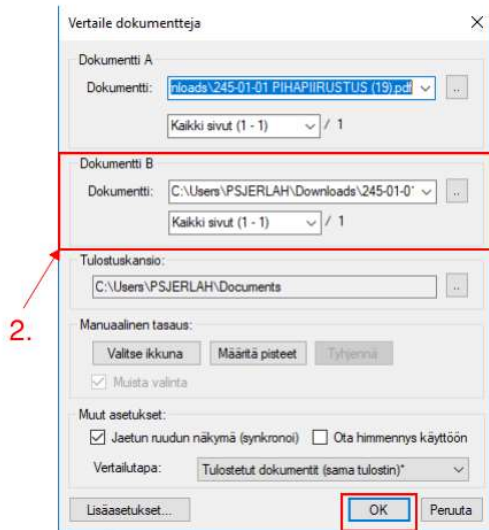 Vertaile dokumentteja
Dokumentti A
Dokumentti: nloads\245-01-01 PIHAPIIRUSTUS (19).pdf ..
Kaikki sivut (1 - 1) / 1
Dokumentti B
Dokumentti: C:\Users\PSJERLAH\Downloads\245-01-0' ..
Kaikki sivut (1 - 1) / 1
Tulostuskansio:
C:\Users\PSJERLAH\Documents ..
2.
Manuaalinen tasaus:
Valitse ikkuna Määritä pisteet Tyhjennä
Muista valinta
Muut asetukset:
Jaetun ruudun näkymä (synkronoi) Ota himmennys käyttöön
Vertailutapa: Tulostetut dokumentit (sama tulostin)*
Lisäasetukset... OK Peruuta